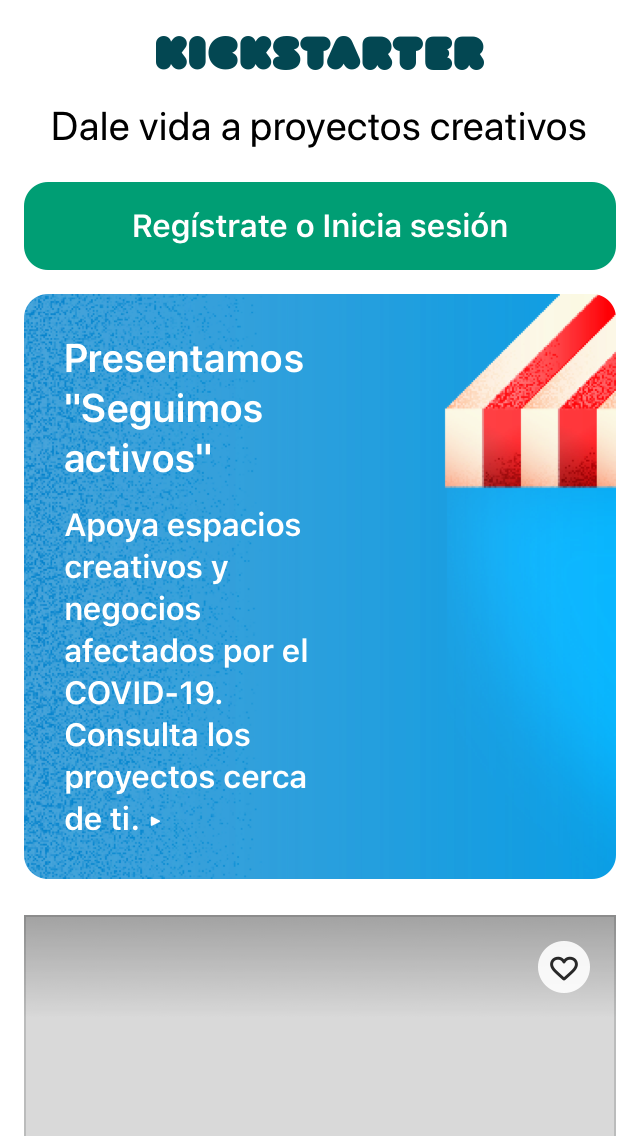 KICKSTARTER
Dale vida a proyectos creativos
Regístrate o Inicia sesión
Presentamos
"Seguimos
activos"
Apoya espacios
creativos y
negocios
afectados por el
COVID-19.
Consulta los
proyectos cerca
de ti. ▸